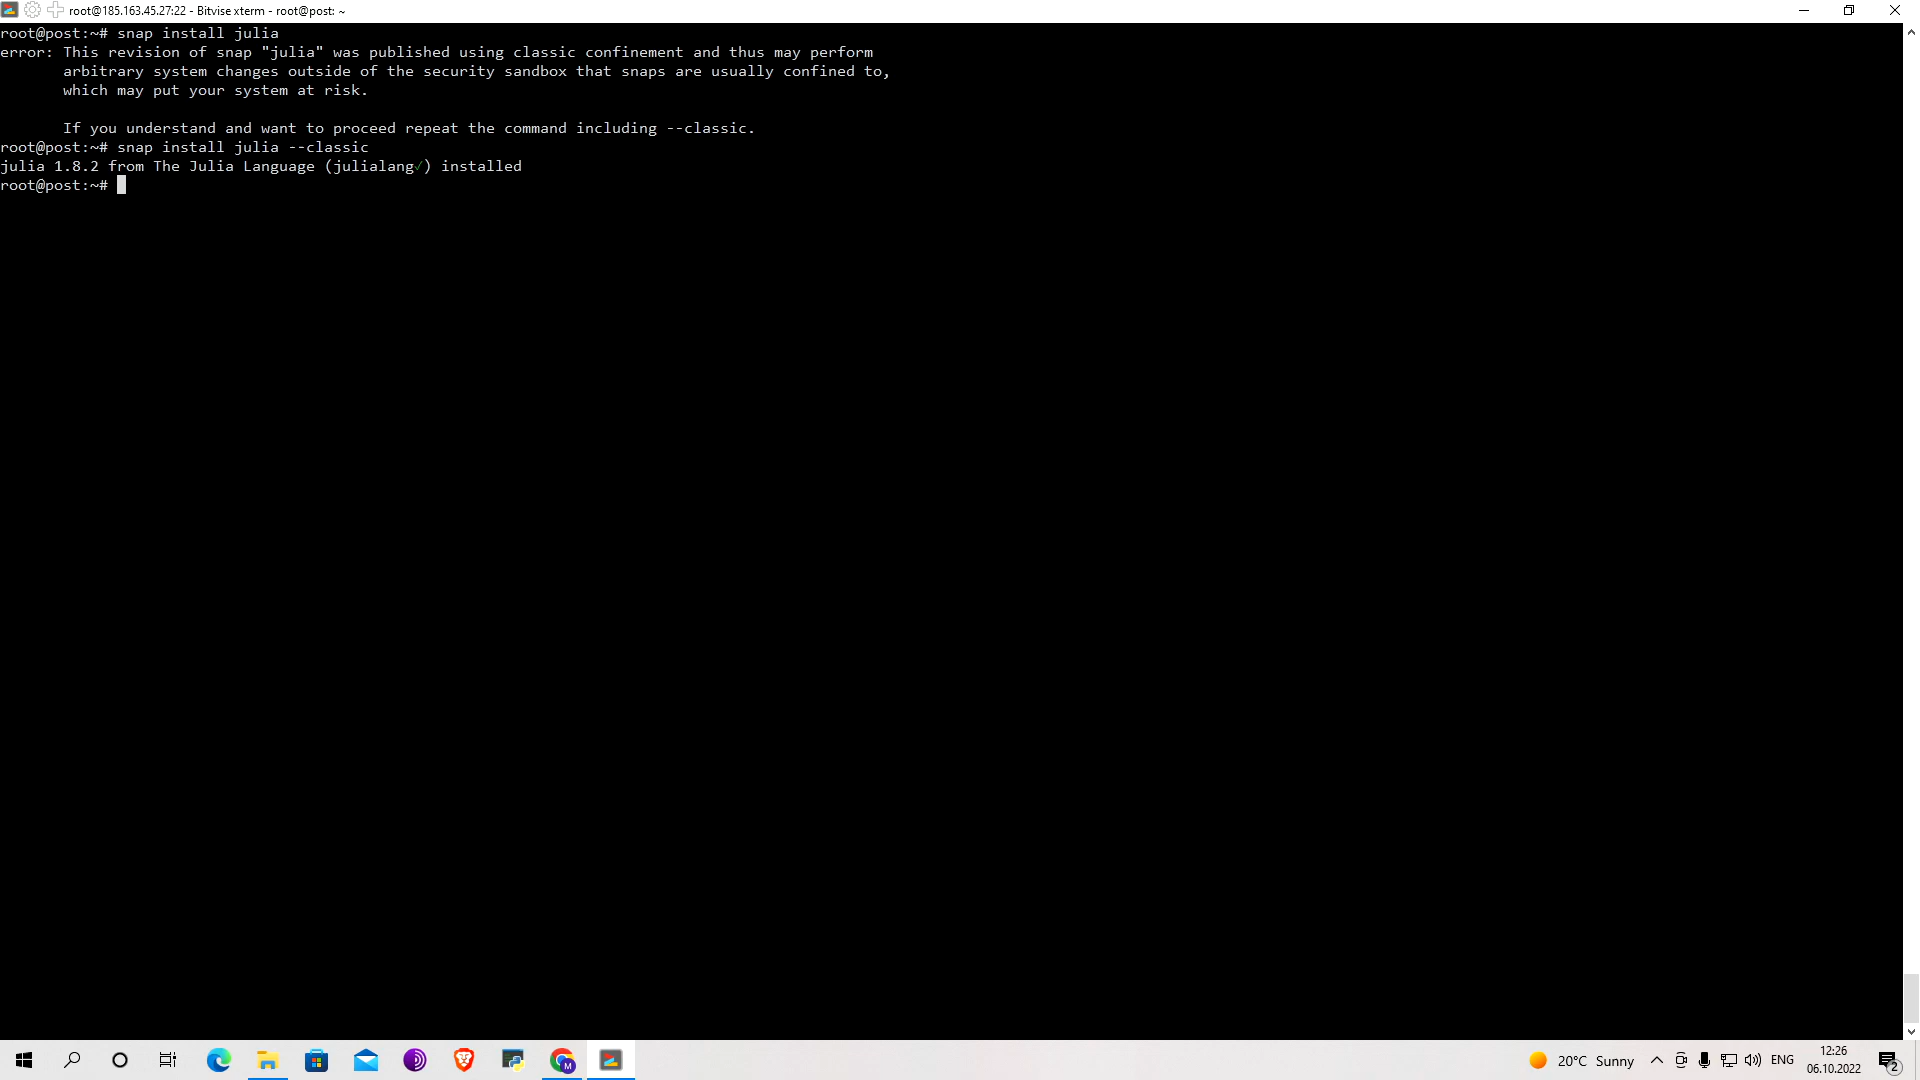 root@185.163.45.27:22 - Bitvise xterm - root@post: ~
root@post:~# snap install julia
error: This revision of snap "julia" was published using classic confinement and thus may perform
arbitrary system changes outside of the security sandbox that snaps are usually confined to,
which may put your system at risk.
If you understand and want to proceed repeat the command including --classic.
root@post:~# snap install julia --classic
julia 1.8.2 from The Julia Language (julialang✓) installed
root@post:~#
M
20°C Sunny
ENG
12:26
06.10.2022
2